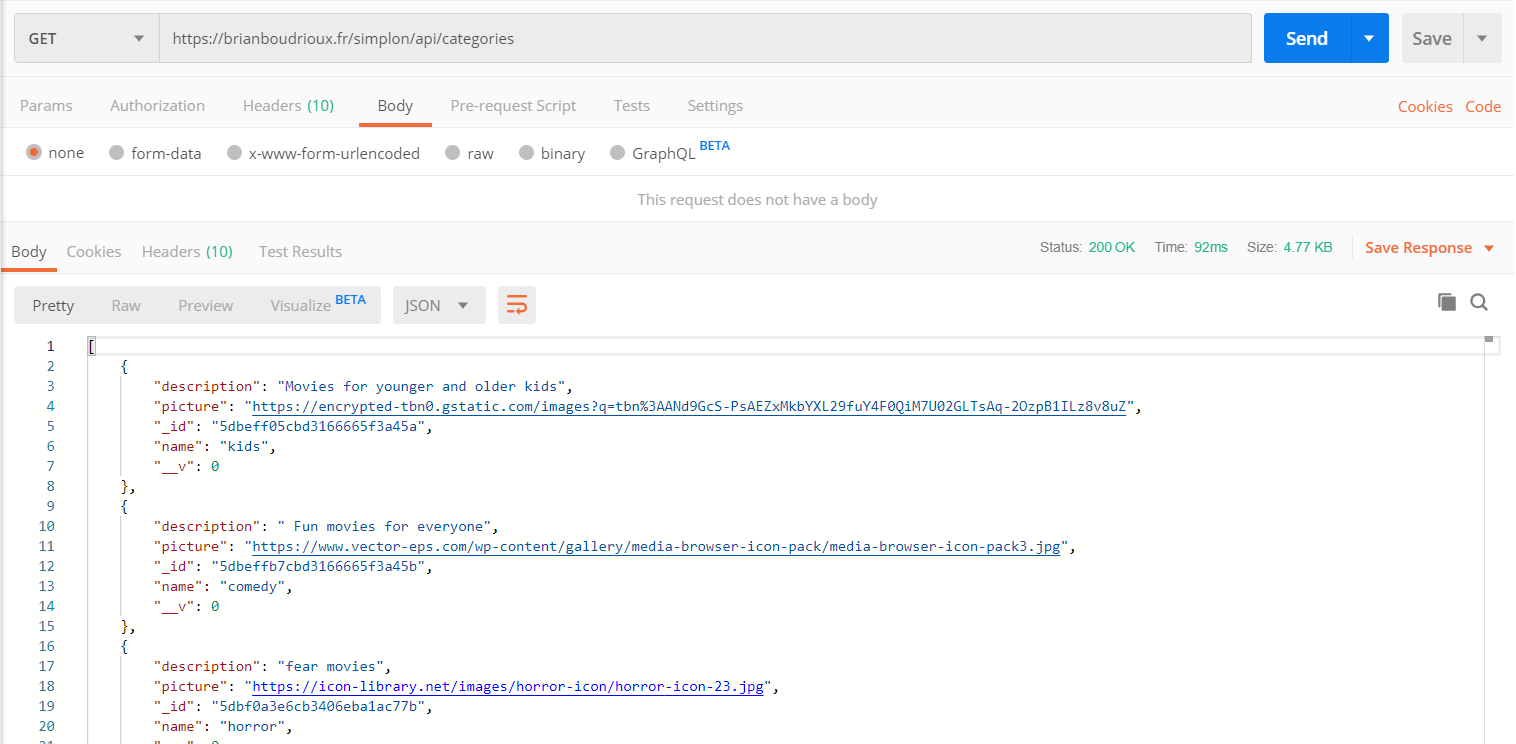 GET https://brianboudrioux.fr/simplon/api/categories Send Save
Params Authorization Headers (10) Body Pre-request Script Tests Settings Cookies Code
none form-data x-www-form-urlencoded raw binary GraphQL BETA
This request does not have a body
Body Cookies Headers (10) Test Results Status: 200 OK Time: 92ms Size: 4.77 KB Save Response
Pretty Raw Preview Visualize BETA JSON
1 [
2 {
3 "description": "Movies for younger and older kids",
4 "picture": "https://encrypted-tbn0.gstatic.com/images?q=tbn%3AANd9GcS-PsAEZxMkbYXL29fuY4F0QiM7U02GLTsAq-2OzpB1ILz8v8uZ",
5 "_id": "5dbeff05cbd3166665f3a45a",
6 "name": "kids",
7 "__v": 0
8 },
9 {
10 "description": " Fun movies for everyone",
11 "picture": "https://www.vector-eps.com/wp-content/gallery/media-browser-icon-pack/media-browser-icon-pack3.jpg",
12 "_id": "5dbeffb7cbd3166665f3a45b",
13 "name": "comedy",
14 "__v": 0
15 },
16 {
17 "description": "fear movies",
18 "picture": "https://icon-library.net/images/horror-icon/horror-icon-23.jpg",
19 "_id": "5dbf0a3e6cb3406eba1ac77b",
20 "name": "horror",